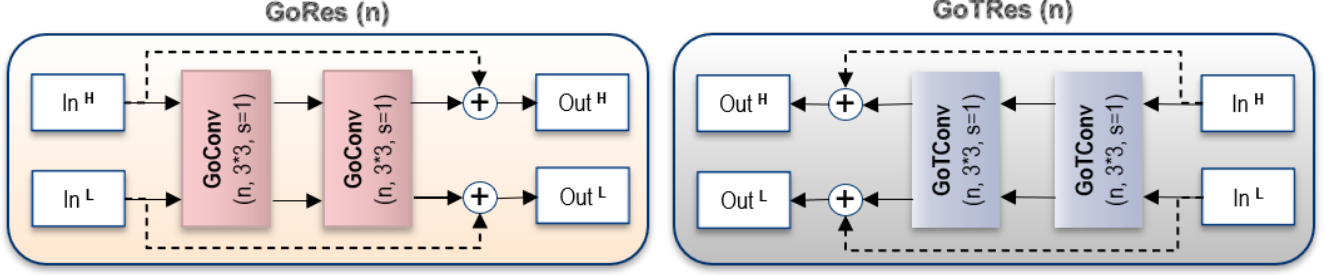 GoRes (n)
In H
GoConv
(n, 3*3, s=1)
GoConv
(n, 3*3, s=1)
+
Out H
In L
+
Out L
GoTRes (n)
Out H
+
GoTConv
(n, 3*3, s=1)
GoTConv
(n, 3*3, s=1)
In H
Out L
+
In L